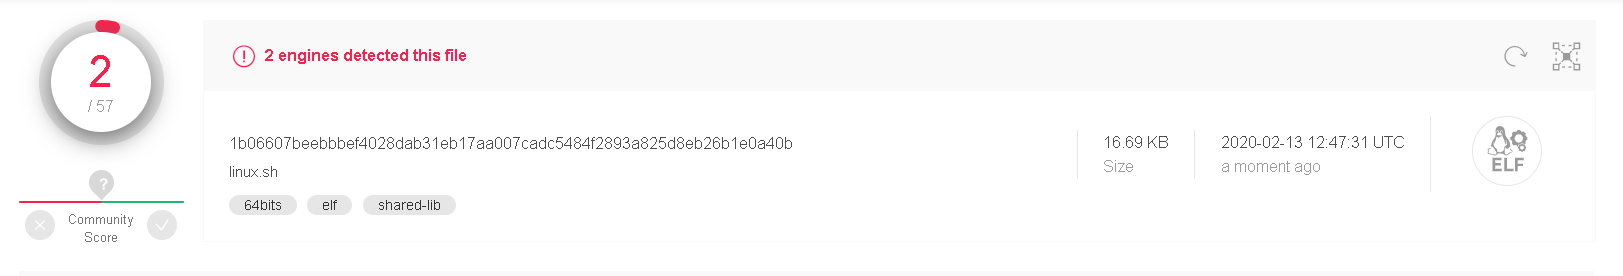 2
/ 57
?
Community
Score
2 engines detected this file
1b06607beebbbef4028dab31eb17aa007cadc5484f2893a825d8eb26b1e0a40b
linux.sh
64bits elf shared-lib
16.69 KB
Size
2020-02-13 12:47:31 UTC
a moment ago
ELF